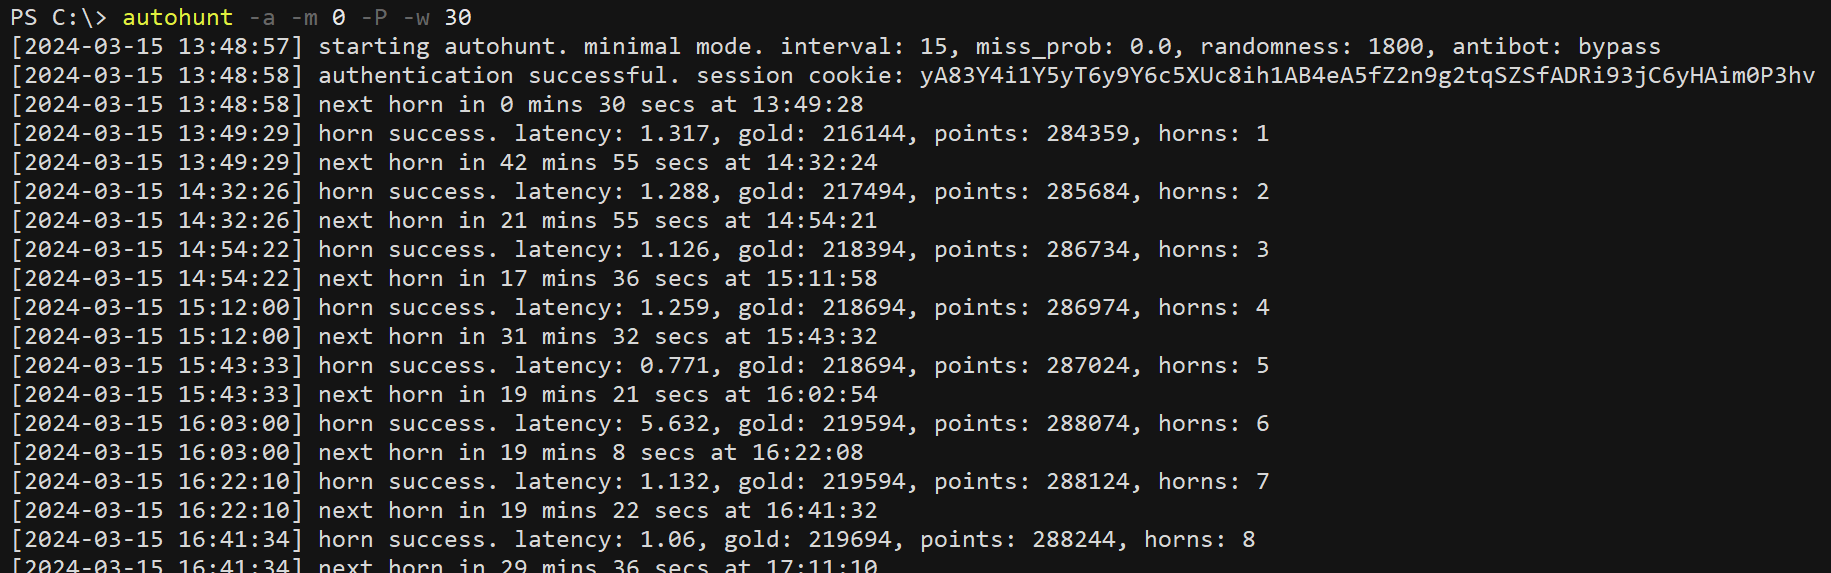 PS C:\> autohunt -a -m 0 -P -w 30
[2024-03-15 13:48:57] starting autohunt. minimal mode. interval: 15, miss_prob: 0.0, randomness: 1800, antibot: bypass
[2024-03-15 13:48:58] authentication successful. session cookie: yA83Y4i1Y5yT6y9Y6c5XUc8ih1AB4eA5fZ2n9g2tqSZSfADRi93jC6yHAim0P3hv
[2024-03-15 13:48:58] next horn in 0 mins 30 secs at 13:49:28
[2024-03-15 13:49:29] horn success. latency: 1.317, gold: 216144, points: 284359, horns: 1
[2024-03-15 13:49:29] next horn in 42 mins 55 secs at 14:32:24
[2024-03-15 14:32:26] horn success. latency: 1.288, gold: 217494, points: 285684, horns: 2
[2024-03-15 14:32:26] next horn in 21 mins 55 secs at 14:54:21
[2024-03-15 14:54:22] horn success. latency: 1.126, gold: 218394, points: 286734, horns: 3
[2024-03-15 14:54:22] next horn in 17 mins 36 secs at 15:11:58
[2024-03-15 15:12:00] horn success. latency: 1.259, gold: 218694, points: 286974, horns: 4
[2024-03-15 15:12:00] next horn in 31 mins 32 secs at 15:43:32
[2024-03-15 15:43:33] horn success. latency: 0.771, gold: 218694, points: 287024, horns: 5
[2024-03-15 15:43:33] next horn in 19 mins 21 secs at 16:02:54
[2024-03-15 16:03:00] horn success. latency: 5.632, gold: 219594, points: 288074, horns: 6
[2024-03-15 16:03:00] next horn in 19 mins 8 secs at 16:22:08
[2024-03-15 16:22:10] horn success. latency: 1.132, gold: 219594, points: 288124, horns: 7
[2024-03-15 16:22:10] next horn in 19 mins 22 secs at 16:41:32
[2024-03-15 16:41:34] horn success. latency: 1.06, gold: 219694, points: 288244, horns: 8
[2024-03-15 16:41:34] next horn in 29 mins 36 secs at 17:11:10